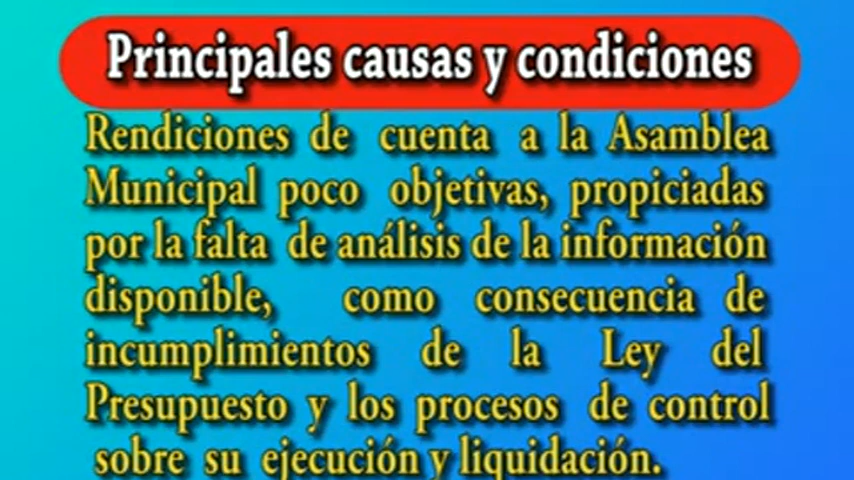 Principales causas y condiciones
Rendiciones de cuenta a la Asamblea
Municipal poco objetivas, propiciadas
por la falta de análisis de la información
disponible, como consecuencia de
incumplimientos de la Ley del
Presupuesto y los procesos de control
sobre su ejecución y liquidación.